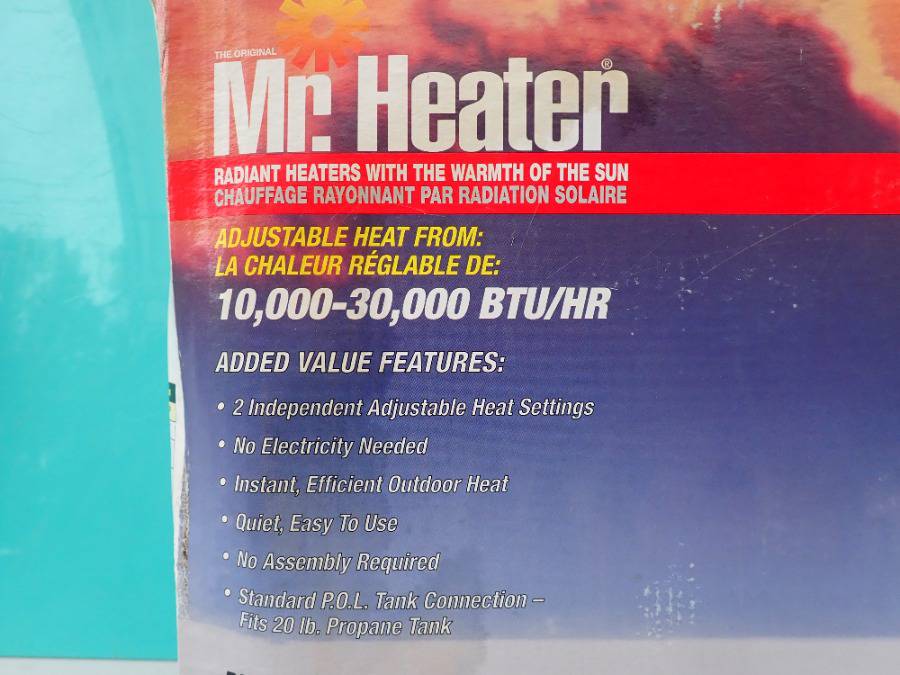 THE ORIGINAL
Mr. Heater®
RADIANT HEATERS WITH THE WARMTH OF THE SUN
CHAUFFAGE RAYONNANT PAR RADIATION SOLAIRE
ADJUSTABLE HEAT FROM:
LA CHALEUR RÉGLABLE DE:
10,000-30,000 BTU/HR
ADDED VALUE FEATURES:
• 2 Independent Adjustable Heat Settings
• No Electricity Needed
• Instant, Efficient Outdoor Heat
• Quiet, Easy To Use
• No Assembly Required
• Standard P.O.L. Tank Connection –
Fits 20 lb. Propane Tank